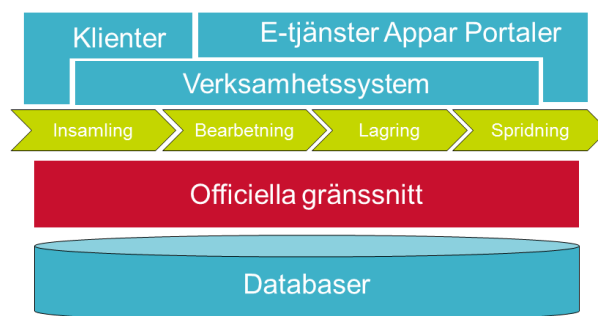 Klienter
E-tjänster Appar Portaler
Verksamhetssystem
Insamling
Bearbetning
Lagring
Spridning
Officiella gränssnitt
Databaser